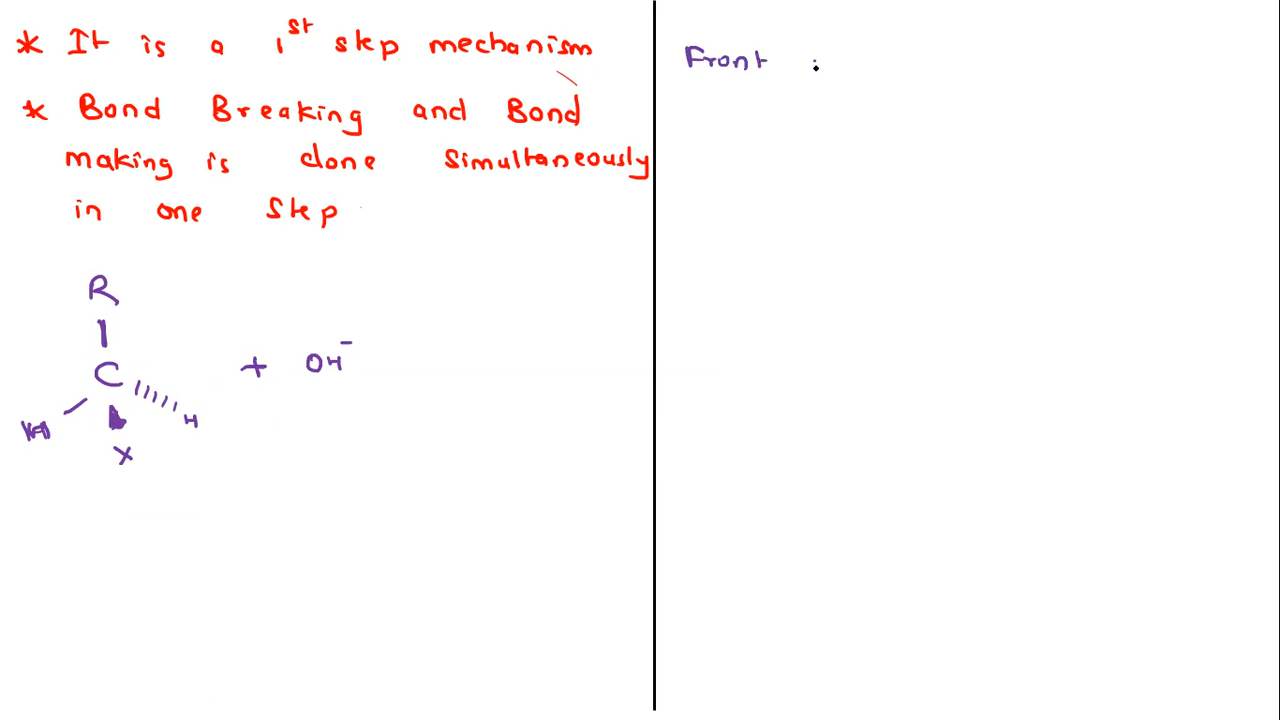 * It is a 1st step mechanism
* Bond Breaking and Bond
making is done simultaneously
in one step
R
C
+ OH-
H
X
Front :